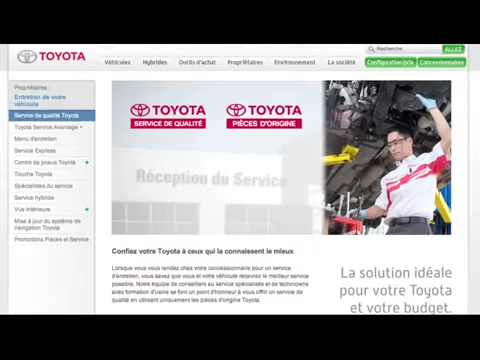 TOYOTA
Recherche
ALLEZ
Véhicules Hybrides Outils d'achat Propriétaires Environnement La société Configuration/prix Concessionnaires
Propriétaires :
Entretien de votre
véhicule
Service de qualité Toyota
Toyota Service Avantage +
Menu d'entretien
Service Express
Centre de pneus Toyota +
Touche Toyota
Spécialistes du service
Service hybride
Vue intérieure +
Mise à jour du système de
navigation Toyota
Promotions Pièces et Service
TOYOTA
SERVICE DE QUALITÉ
TOYOTA
PIÈCES D'ORIGINE
Réception du Service
Confiez votre Toyota à ceux qui la connaissent le mieux
Lorsque vous vous rendez chez votre concessionnaire pour un service
d'entretien, vous savez que vous et votre véhicule recevrez le meilleur service
possible. Notre équipe de conseillers au service spécialisés et de techniciens
avec formation d'usine se font un point d'honneur à vous offrir un service de
qualité en utilisant uniquement les pièces d'origine Toyota.
La solution idéale
pour votre Toyota
et votre budget.